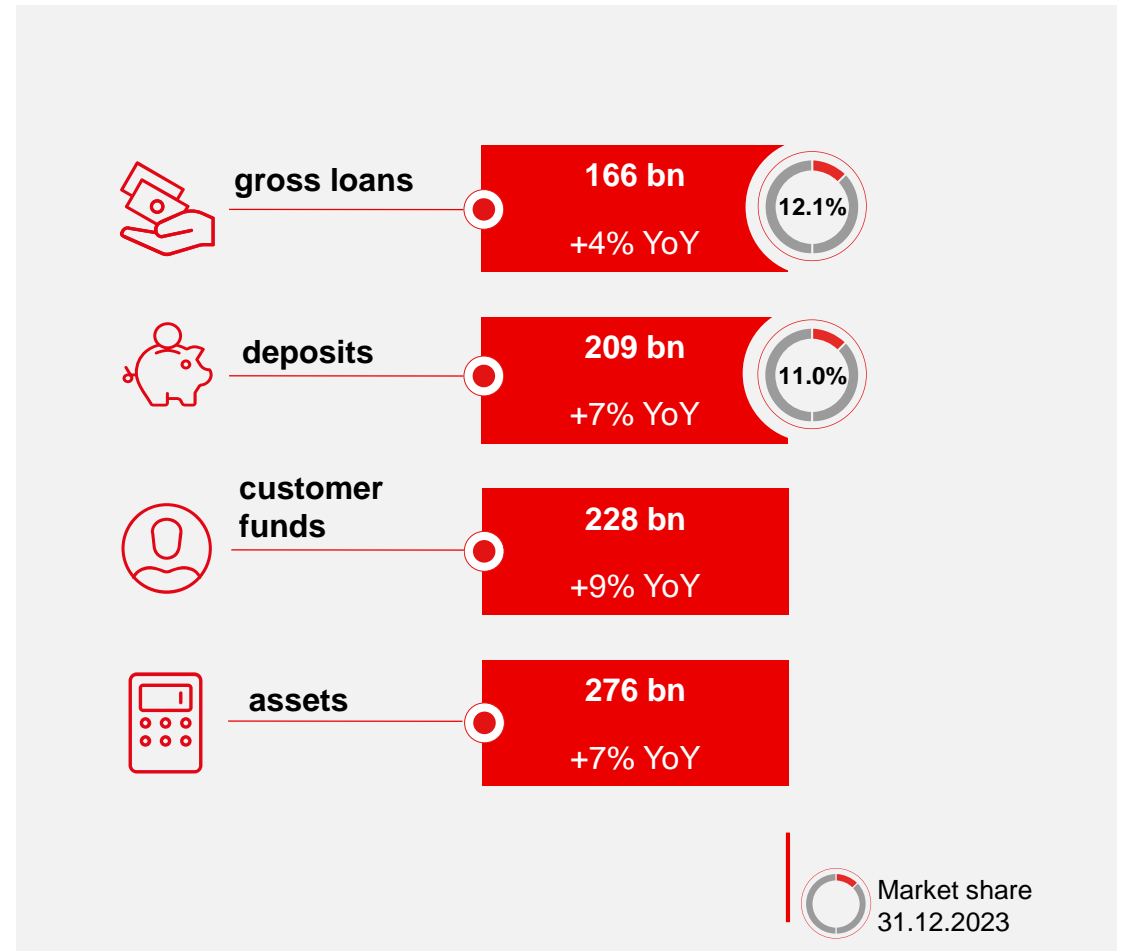 gross loans
166 bn
+4% YoY
12.1%
deposits
209 bn
+7% YoY
11.0%
customer
funds
228 bn
+9% YoY
assets
276 bn
+7% YoY
Market share
31.12.2023